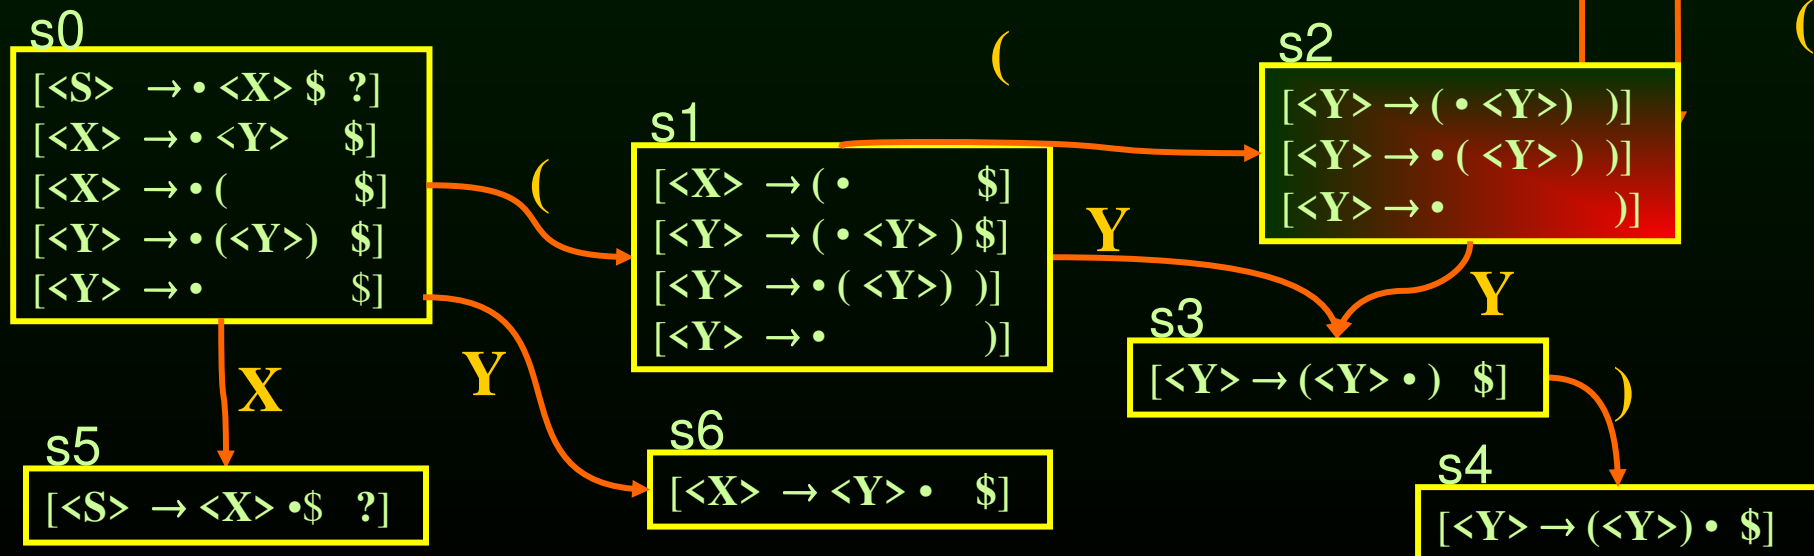 s0
[<S> → • <X> $ ?]
[<X> → • <Y> $]
[<X> → • ( $]
[<Y> → • (<Y>) $]
[<Y> → • $]
(
X
Y
s1
[<X> → ( • $]
[<Y> → ( • <Y> ) $]
[<Y> → • ( <Y>) )]
[<Y> → • )]
(
Y
s2
[<Y> → ( • <Y>) )]
[<Y> → • ( <Y> ) )]
[<Y> → • )]
(
Y
s3
[<Y> → (<Y> • ) $]
)
s4
[<Y> → (<Y>) • $]
s5
[<S> → <X> •$ ?]
s6
[<X> → <Y> • $]